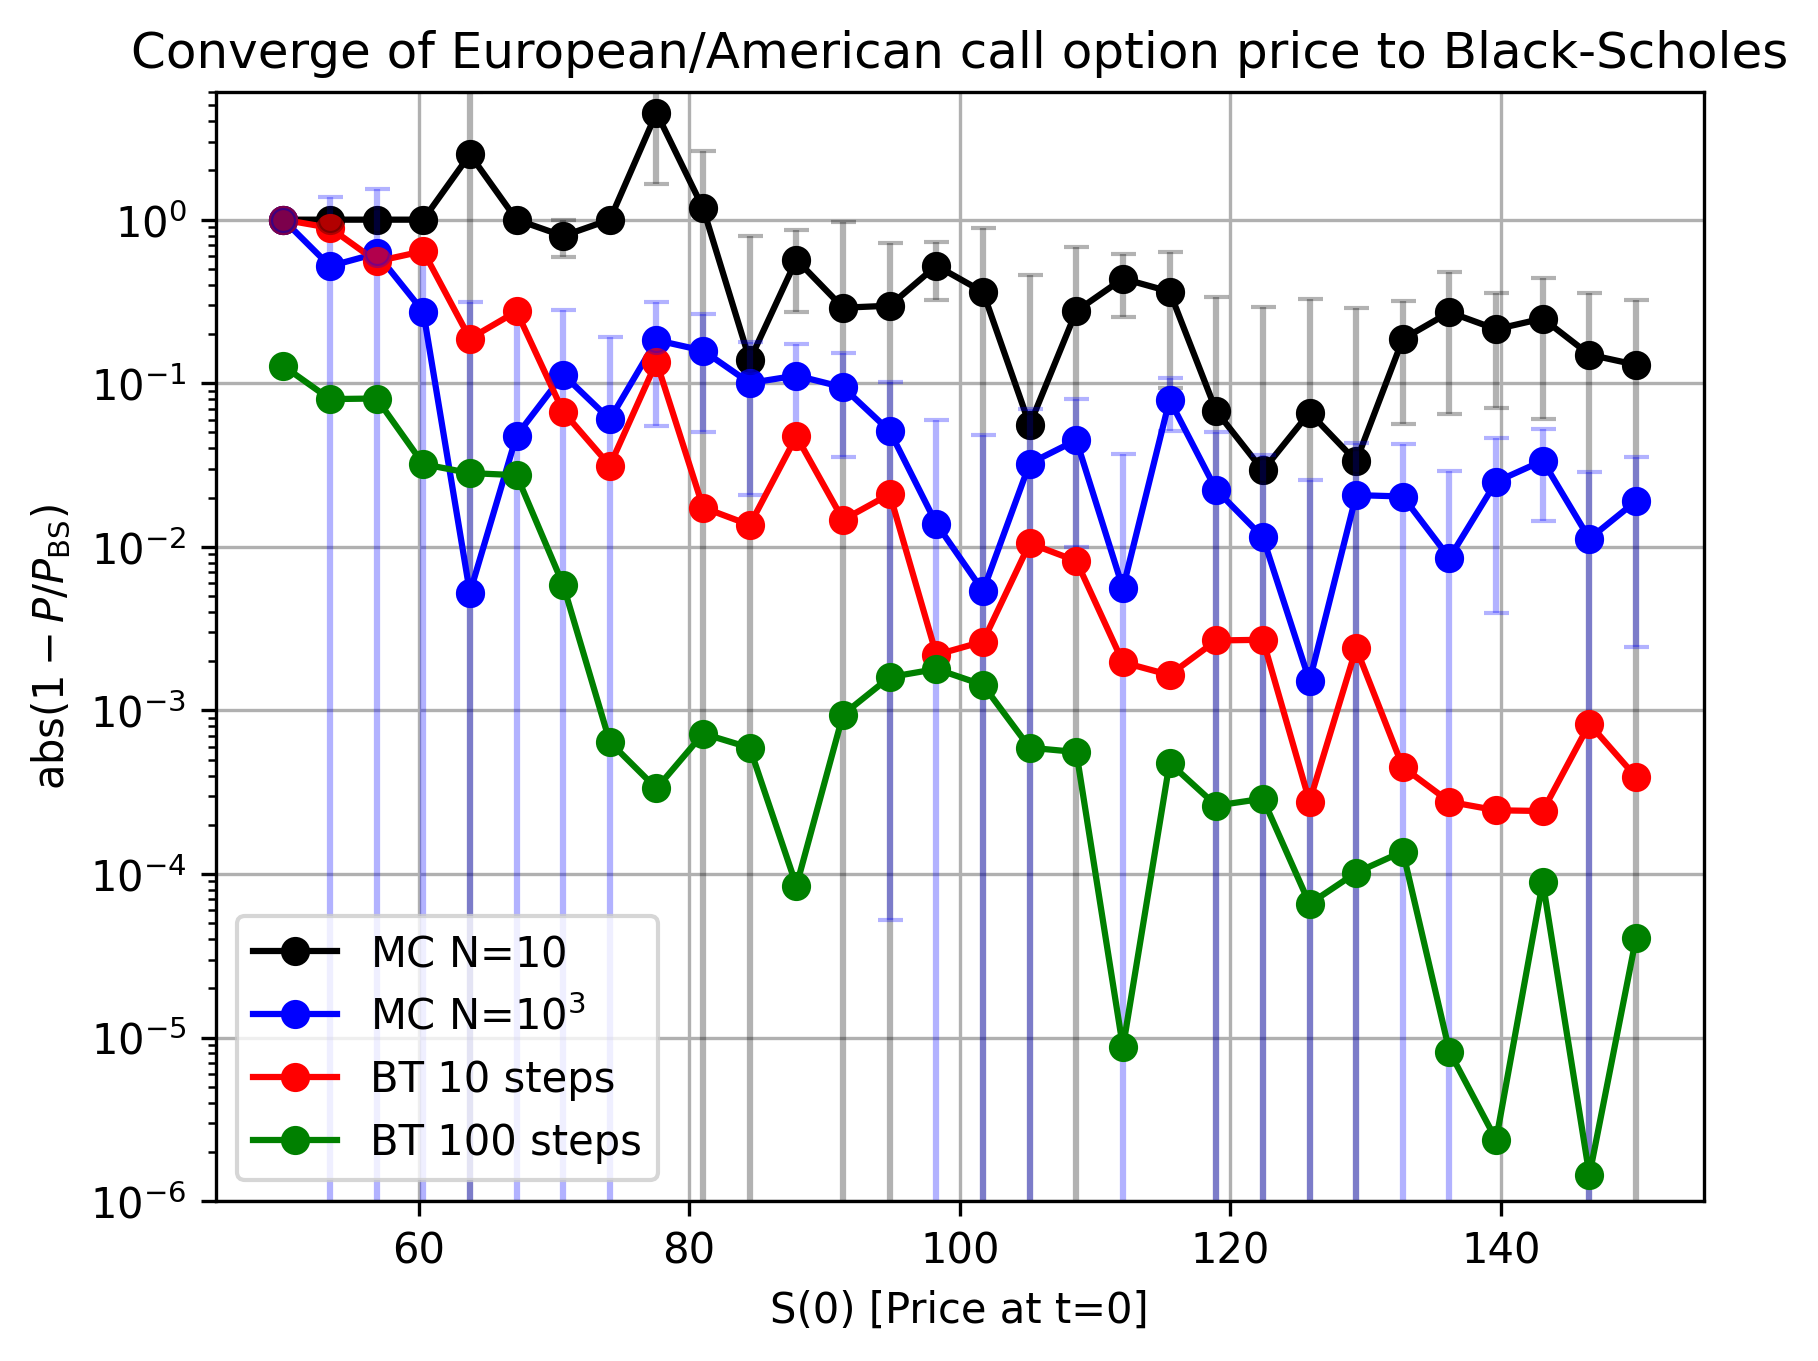 Converge of European/American call option price to Black-Scholes
abs(1 − P/P_BS)
10⁰
10⁻¹
10⁻²
10⁻³
10⁻⁴
10⁻⁵
10⁻⁶
MC N=10
MC N=10³
BT 10 steps
BT 100 steps
60 80 100 120 140
S(0) [Price at t=0]